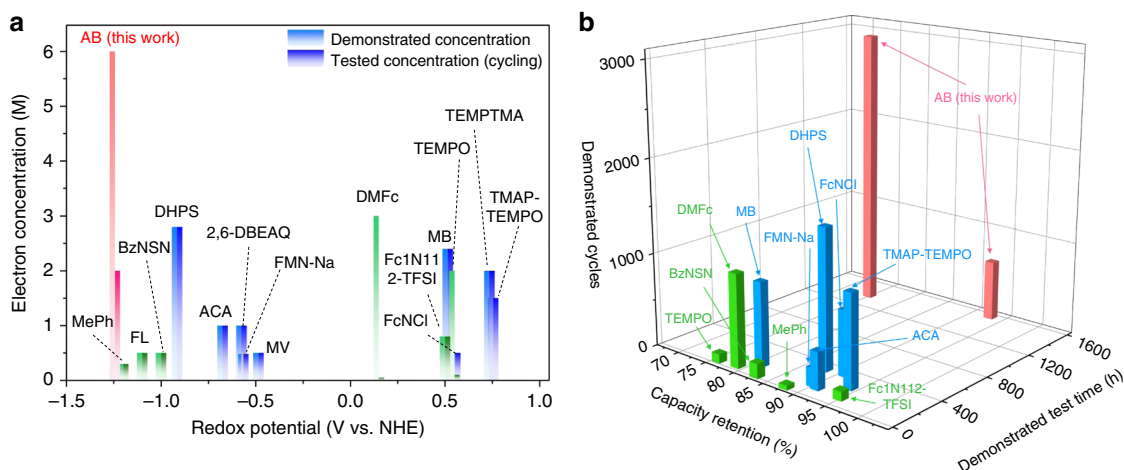 a
AB (this work)
Demonstrated concentration
Tested concentration (cycling)
TEMPTMA
TEMPO
TMAP-
TEMPO
DMFc
DHPS
BzNSN
2,6-DBEAQ
FMN-Na
MB
Fc1N11
2-TFSI
FcNCl
MePh
FL
ACA
MV
6
5
4
3
2
1
0
Electron concentration (M)
–1.5
–1.0
–0.5
0.0
0.5
1.0
Redox potential (V vs. NHE)
b
3000
2000
1000
0
Demonstrated cycles
AB (this work)
DHPS
FcNCl
DMFc
MB
FMN-Na
TMAP-TEMPO
BzNSN
TEMPO
MePh
ACA
Fc1N112-
TFSI
70
75
80
85
90
95
100
Capacity retention (%)
0
400
800
1200
1600
Demonstrated test time (h)